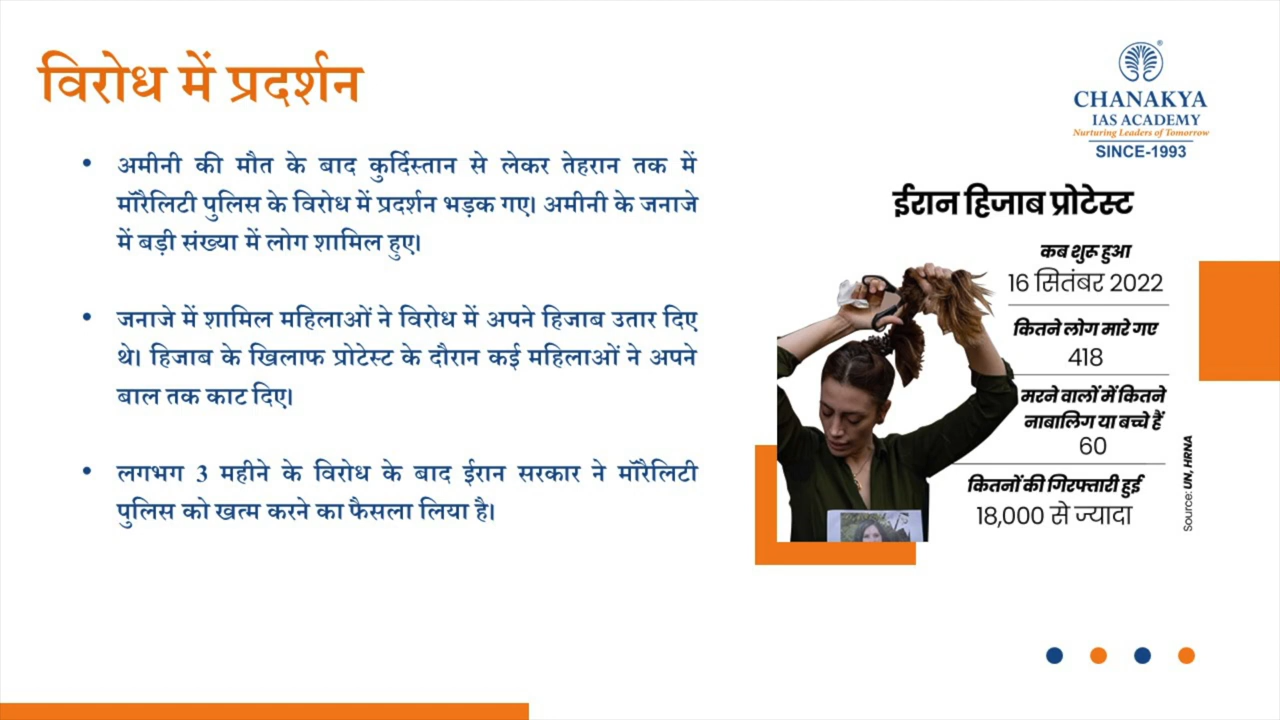 विरोध में प्रदर्शन
CHANAKYA
IAS ACADEMY
Nurturing Leaders of Tomorrow
SINCE-1993
• अमीनी की मौत के बाद कुर्दिस्तान से लेकर तेहरान तक में
मॉरैलिटी पुलिस के विरोध में प्रदर्शन भड़क गए। अमीनी के जनाजे
में बड़ी संख्या में लोग शामिल हुए।
• जनाजे में शामिल महिलाओं ने विरोध में अपने हिजाब उतार दिए
थे। हिजाब के खिलाफ प्रोटेस्ट के दौरान कई महिलाओं ने अपने
बाल तक काट दिए।
• लगभग 3 महीने के विरोध के बाद ईरान सरकार ने मॉरैलिटी
पुलिस को खत्म करने का फैसला लिया है।
ईरान हिजाब प्रोटेस्ट
कब शुरू हुआ
16 सितंबर 2022
कितने लोग मारे गए
418
मरने वालों में कितने
नाबालिग या बच्चे हैं
60
कितनों की गिरफ्तारी हुई
18,000 से ज्यादा
Source: UN, HRNA